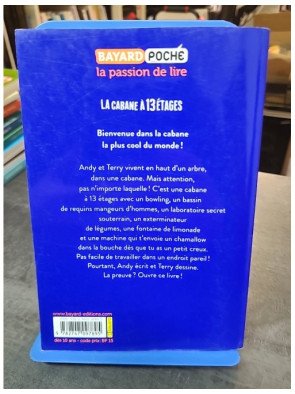 BAYARD POCHÉ
la passion de lire
LA CABANE À 13 ÉTAGES
Bienvenue dans la cabane
la plus cool du monde !
Andy et Terry vivent en haut d'un arbre,
dans une cabane. Mais attention,
pas n'importe laquelle ! C'est une cabane
à 13 étages avec un bowling, un bassin
de requins mangeurs d'hommes, un laboratoire secret
souterrain, un exterminateur
de légumes, une fontaine de limonade
et une machine qui t'envoie un chamallow
dans la bouche dès que tu as un petit creux.
Pas facile de travailler dans un endroit pareil !
Pourtant, Andy écrit et Terry dessine.
La preuve ? Ouvre ce livre !
www.bayard-editions.com
dès 10 ans - code prix: BP 15